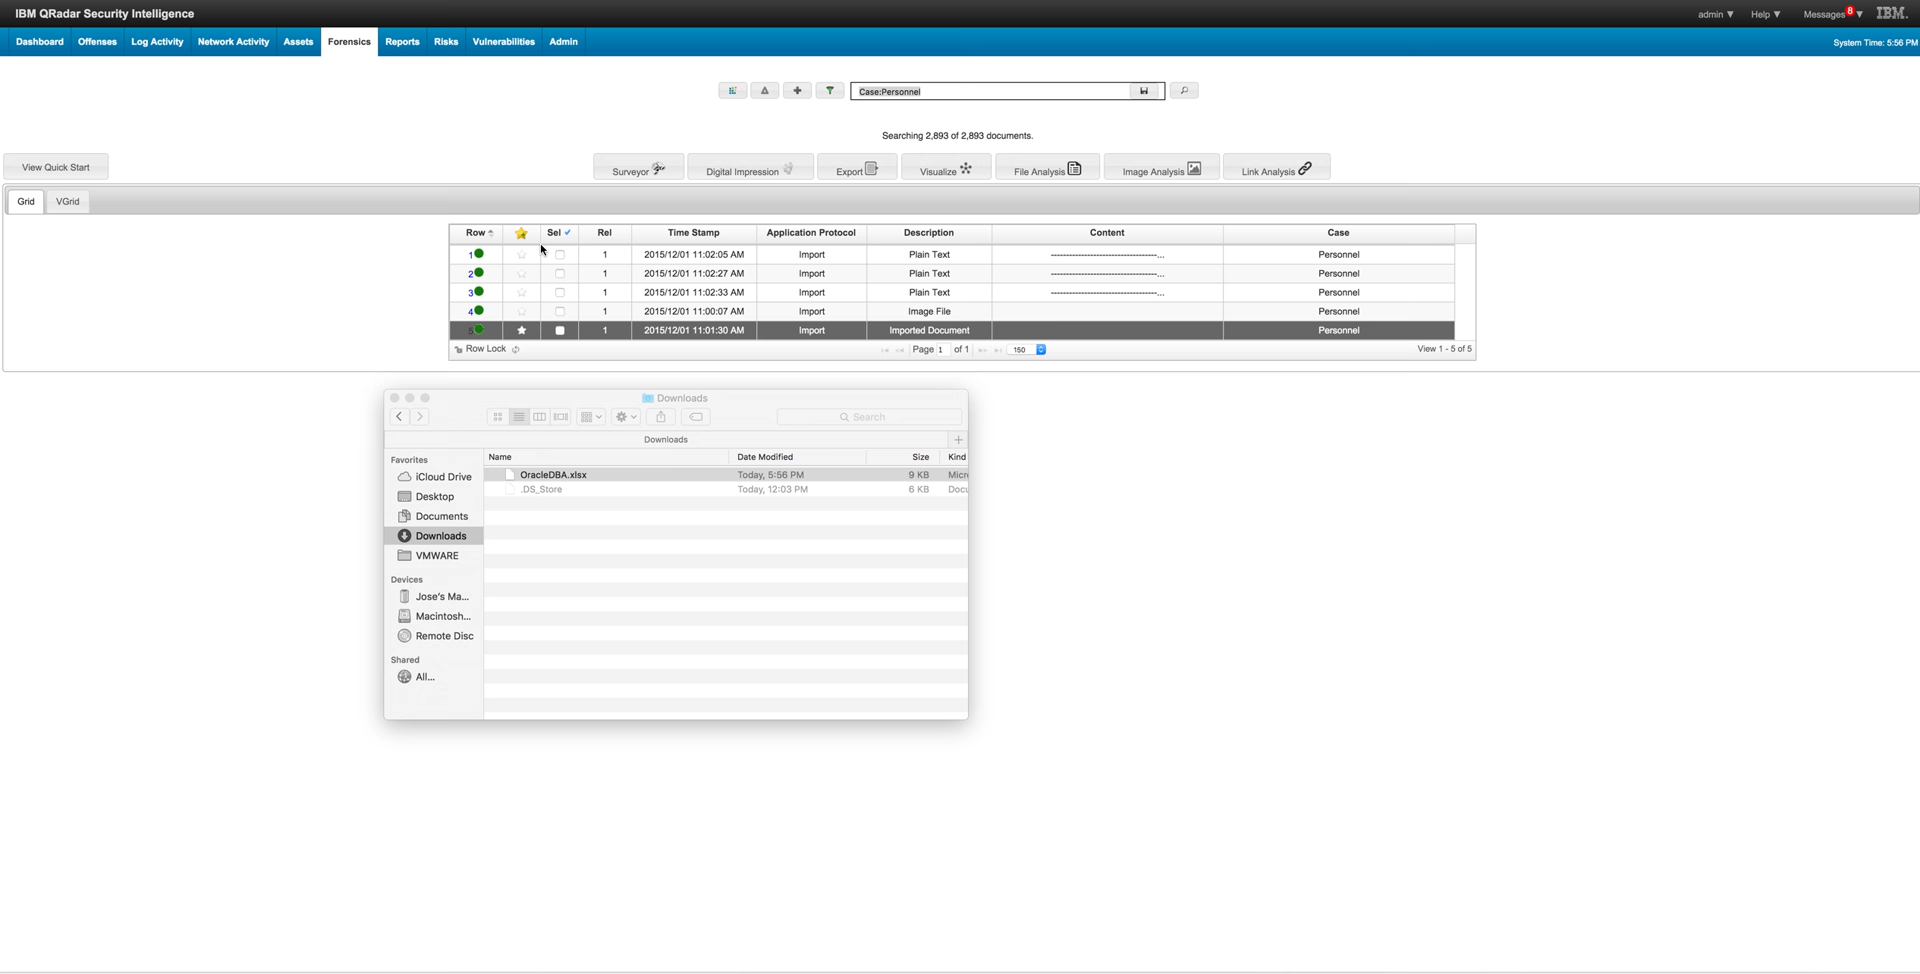 IBM QRadar Security Intelligence
admin ▼ Help ▼ Messages 8 ▼ IBM.
Dashboard Offenses Log Activity Network Activity Assets Forensics Reports Risks Vulnerabilities Admin System Time: 5:56 PM
Case:Personnel
Searching 2,893 of 2,893 documents.
View Quick Start Surveyor Digital Impression Export Visualize File Analysis Image Analysis Link Analysis
Grid VGrid
Row Sel Rel Time Stamp Application Protocol Description Content Case
1 1 2015/12/01 11:02:05 AM Import Plain Text -----------------------------------... Personnel
2 1 2015/12/01 11:02:27 AM Import Plain Text -----------------------------------... Personnel
3 1 2015/12/01 11:02:33 AM Import Plain Text -----------------------------------... Personnel
4 1 2015/12/01 11:00:07 AM Import Image File Personnel
5 1 2015/12/01 11:01:30 AM Import Imported Document Personnel
Row Lock Page 1 of 1 150 View 1 - 5 of 5
Downloads
Search
Downloads
Favorites
iCloud Drive
Desktop
Documents
Downloads
VMWARE
Devices
Jose's Ma...
Macintosh...
Remote Disc
Shared
All...
Name Date Modified Size Kind
OracleDBA.xlsx Today, 5:56 PM 9 KB Micr
.DS_Store Today, 12:03 PM 6 KB Docu